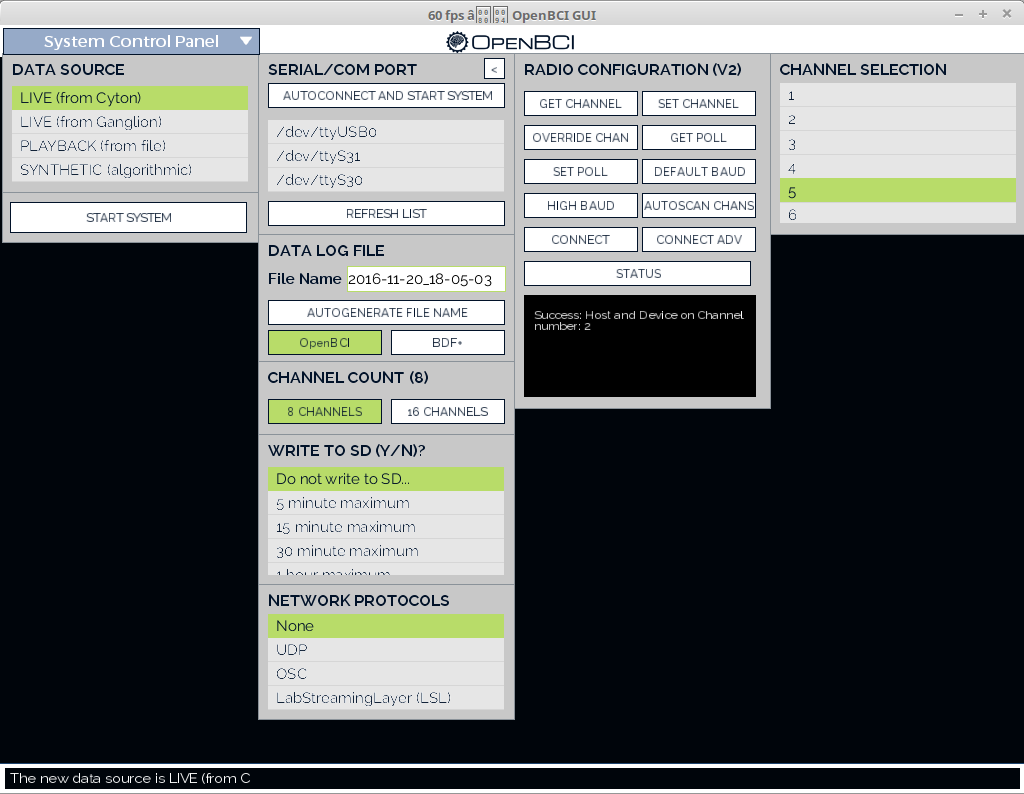 60 fps â 0080 0094 OpenBCI GUI
System Control Panel
OPENBCI
DATA SOURCE
LIVE (from Cyton)
LIVE (from Ganglion)
PLAYBACK (from file)
SYNTHETIC (algorithmic)
START SYSTEM
SERIAL/COM PORT
<
AUTOCONNECT AND START SYSTEM
/dev/ttyUSB0
/dev/ttyS31
/dev/ttyS30
REFRESH LIST
DATA LOG FILE
File Name 2016-11-20_18-05-03
AUTOGENERATE FILE NAME
OpenBCI BDF+
CHANNEL COUNT (8)
8 CHANNELS 16 CHANNELS
WRITE TO SD (Y/N)?
Do not write to SD...
5 minute maximum
15 minute maximum
30 minute maximum
1 hour maximum
NETWORK PROTOCOLS
None
UDP
OSC
LabStreamingLayer (LSL)
RADIO CONFIGURATION (V2)
GET CHANNEL SET CHANNEL
OVERRIDE CHAN GET POLL
SET POLL DEFAULT BAUD
HIGH BAUD AUTOSCAN CHANS
CONNECT CONNECT ADV
STATUS
Success: Host and Device on Channel
number: 2
CHANNEL SELECTION
1
2
3
4
5
6
The new data source is LIVE (from C